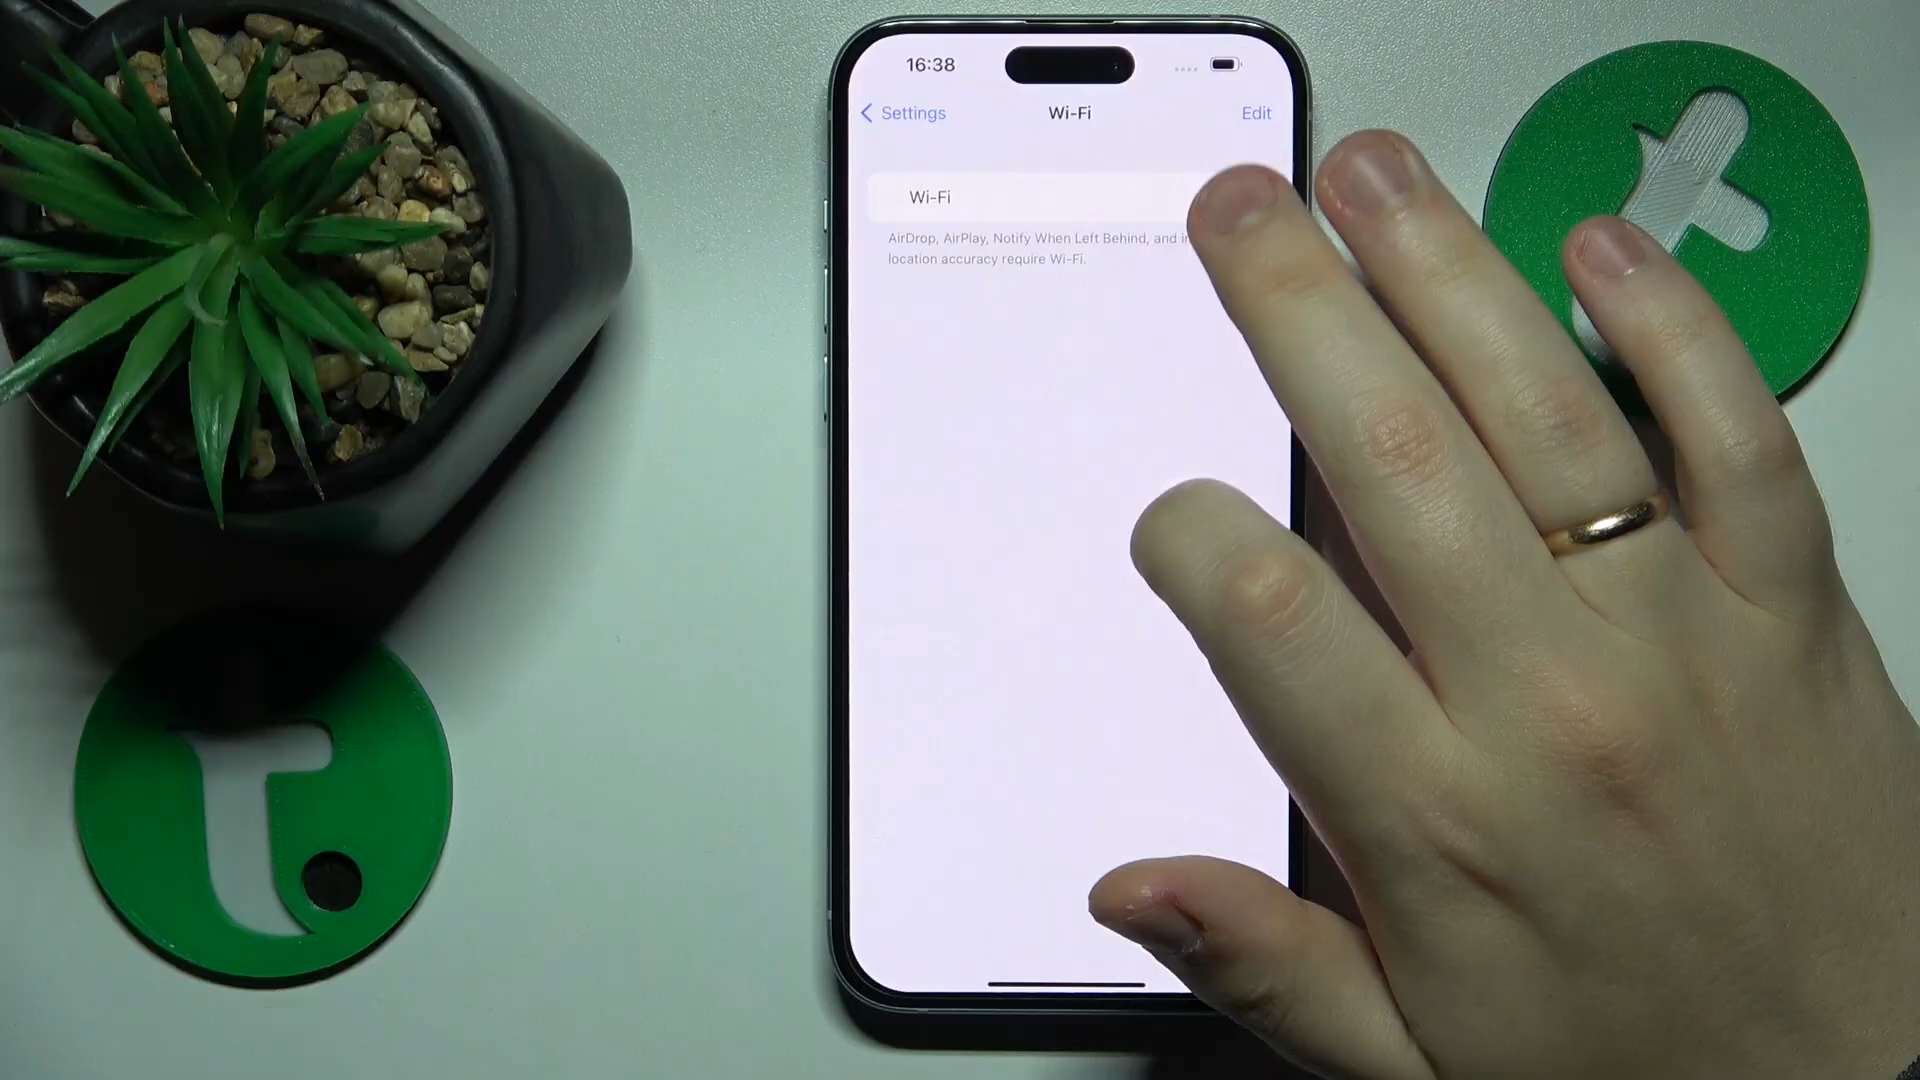 16:38
Settings
Wi-Fi
Edit
Wi-Fi
AirDrop, AirPlay, Notify When Left Behind, and
location accuracy require Wi-Fi.